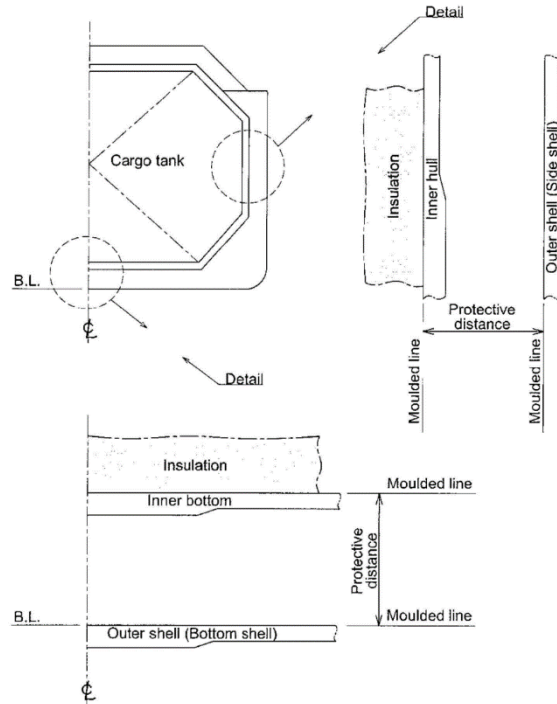 Detail
Cargo tank
B.L.
℄
Insulation
Inner hull
Outer shell (Side shell)
Protective
distance
Moulded line
Moulded line
Detail
Insulation
Inner bottom
Moulded line
Protective
distance
B.L.
Moulded line
Outer shell (Bottom shell)
℄